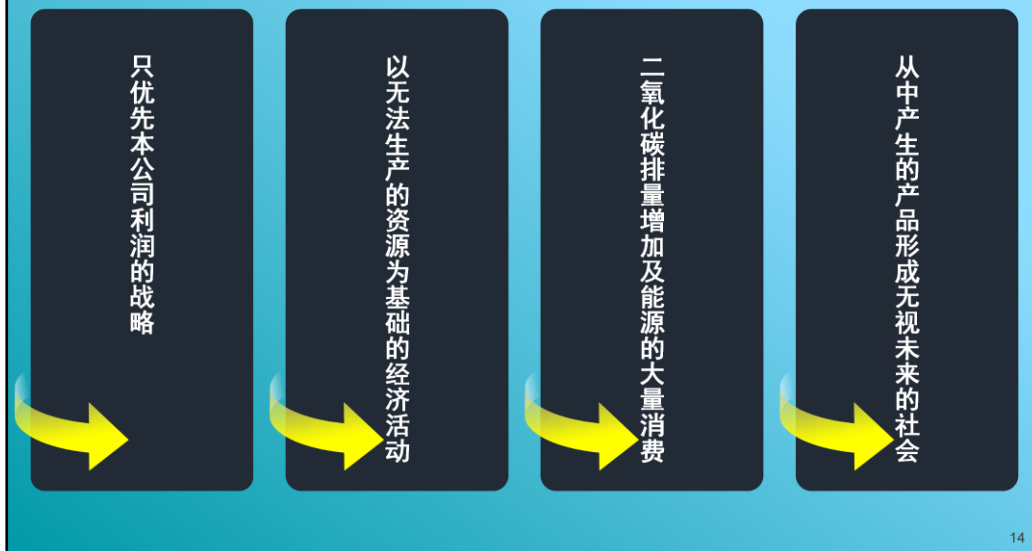 只优先本公司利润的战略
以无法生产的资源为基础的经济活动
二氧化碳排量增加及能源的大量消费
从中产生的产品形成无视未来的社会
14